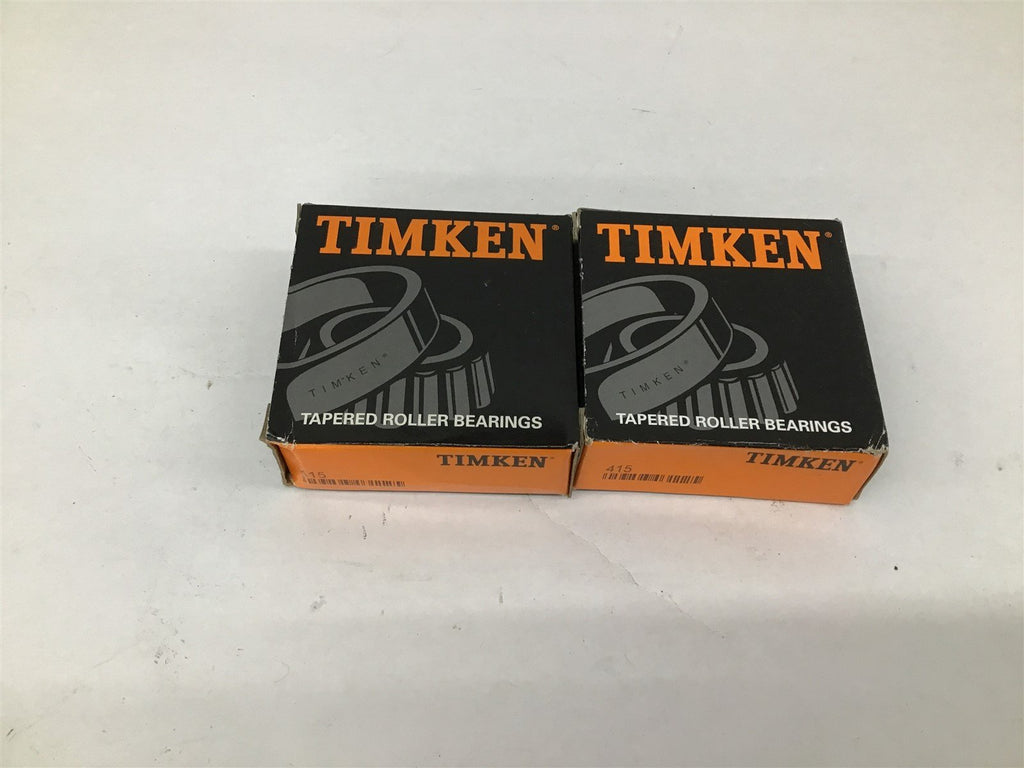 TIMKEN®
TIMKEN®
TAPERED ROLLER BEARINGS
TIMKEN
TIMKEN®
TIMKEN®
TAPERED ROLLER BEARINGS
415
TIMKEN